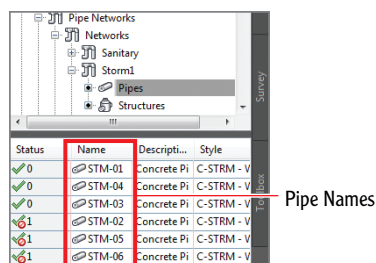 Pipe Networks
Networks
Sanitary
Storm1
Pipes
Structures
Survey
Status Name Descripti... Style
0 STM-01 Concrete Pi C-STRM - 
0 STM-04 Concrete Pi C-STRM - 
0 STM-03 Concrete Pi C-STRM - 
1 STM-02 Concrete Pi C-STRM - 
1 STM-05 Concrete Pi C-STRM - 
1 STM-06 Concrete Pi C-STRM - 
Pipe Names